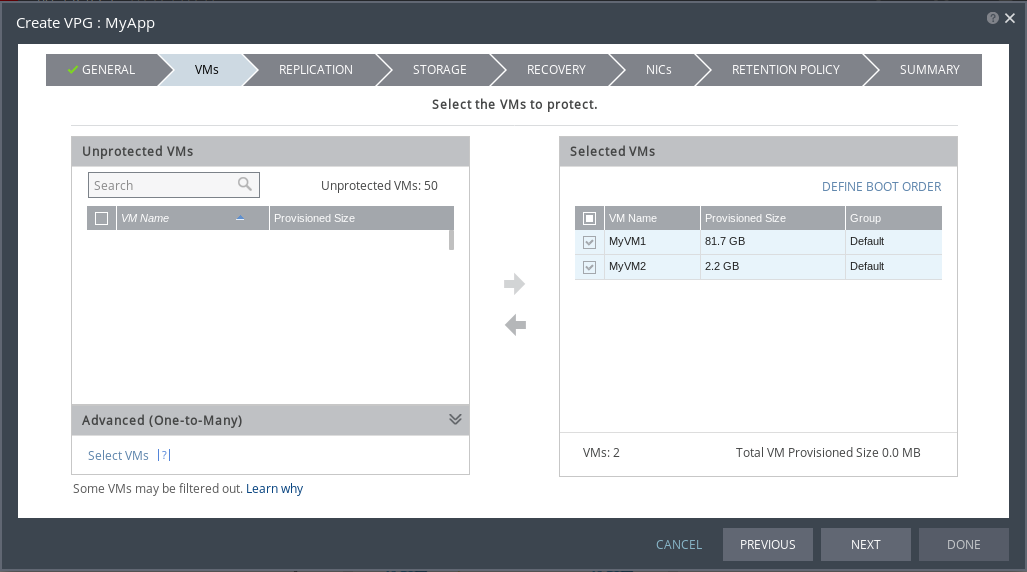 Create VPG : MyApp
GENERAL VMs REPLICATION STORAGE RECOVERY NICs RETENTION POLICY SUMMARY
Select the VMs to protect.
Unprotected VMs
Search
Unprotected VMs: 50
VM Name Provisioned Size
Advanced (One-to-Many)
Select VMs [?]
Some VMs may be filtered out. Learn why
Selected VMs
DEFINE BOOT ORDER
VM Name Provisioned Size Group
MyVM1 81.7 GB Default
MyVM2 2.2 GB Default
VMs: 2 Total VM Provisioned Size 0.0 MB
CANCEL PREVIOUS NEXT DONE